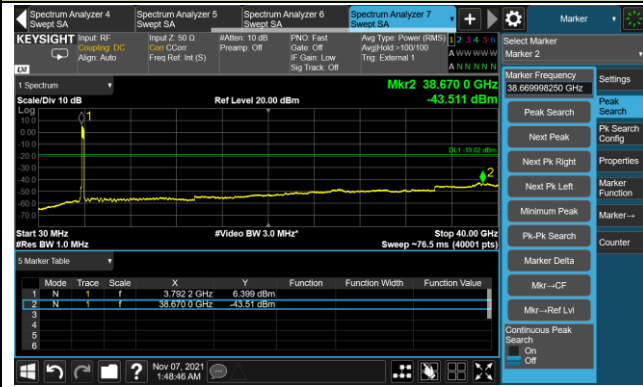 Spectrum Analyzer 4
Swept SA
Spectrum Analyzer 5
Swept SA
Spectrum Analyzer 6
Swept SA
Spectrum Analyzer 7
Swept SA
Marker
KEYSIGHT
Input: RF
Coupling: DC
Align: Auto
Input Z: 50 Ω
Corr CCorr
Freq Ref: Int (S)
#Atten: 10 dB
Preamp: Off
PNO: Fast
Gate: Off
IF Gain: Low
Sig Track: Off
Avg Type: Power (RMS)
Avg|Hold:>100/100
Trig: External 1
1 2 3 4 5 6
A W W W W W
A N N N N N
LXI
Select Marker
Marker 2
1 Spectrum
Mkr2 38.670 0 GHz
-43.511 dBm
Scale/Div 10 dB
Ref Level 20.00 dBm
Log
10.0
0.00
-10.0
-20.0
-30.0
-40.0
-50.0
-60.0
-70.0
1
DL1 -19.02 dBm
2
Start 30 MHz
#Video BW 3.0 MHz*
Stop 40.00 GHz
#Res BW 1.0 MHz
Sweep ~76.5 ms (40001 pts)
5 Marker Table
Mode Trace Scale X Y Function Function Width Function Value
1 N 1 f 3.792 2 GHz 6.399 dBm
2 N 1 f 38.670 0 GHz -43.51 dBm
3
4
5
6
Marker Frequency
38.669998250 GHz
Peak Search
Next Peak
Next Pk Right
Next Pk Left
Minimum Peak
Pk-Pk Search
Marker Delta
Mkr→CF
Mkr→Ref Lvl
Continuous Peak
Search
On
Off
Settings
Peak
Search
Pk Search
Config
Properties
Marker
Function
Marker→
Counter
Nov 07, 2021
1:48:46 AM